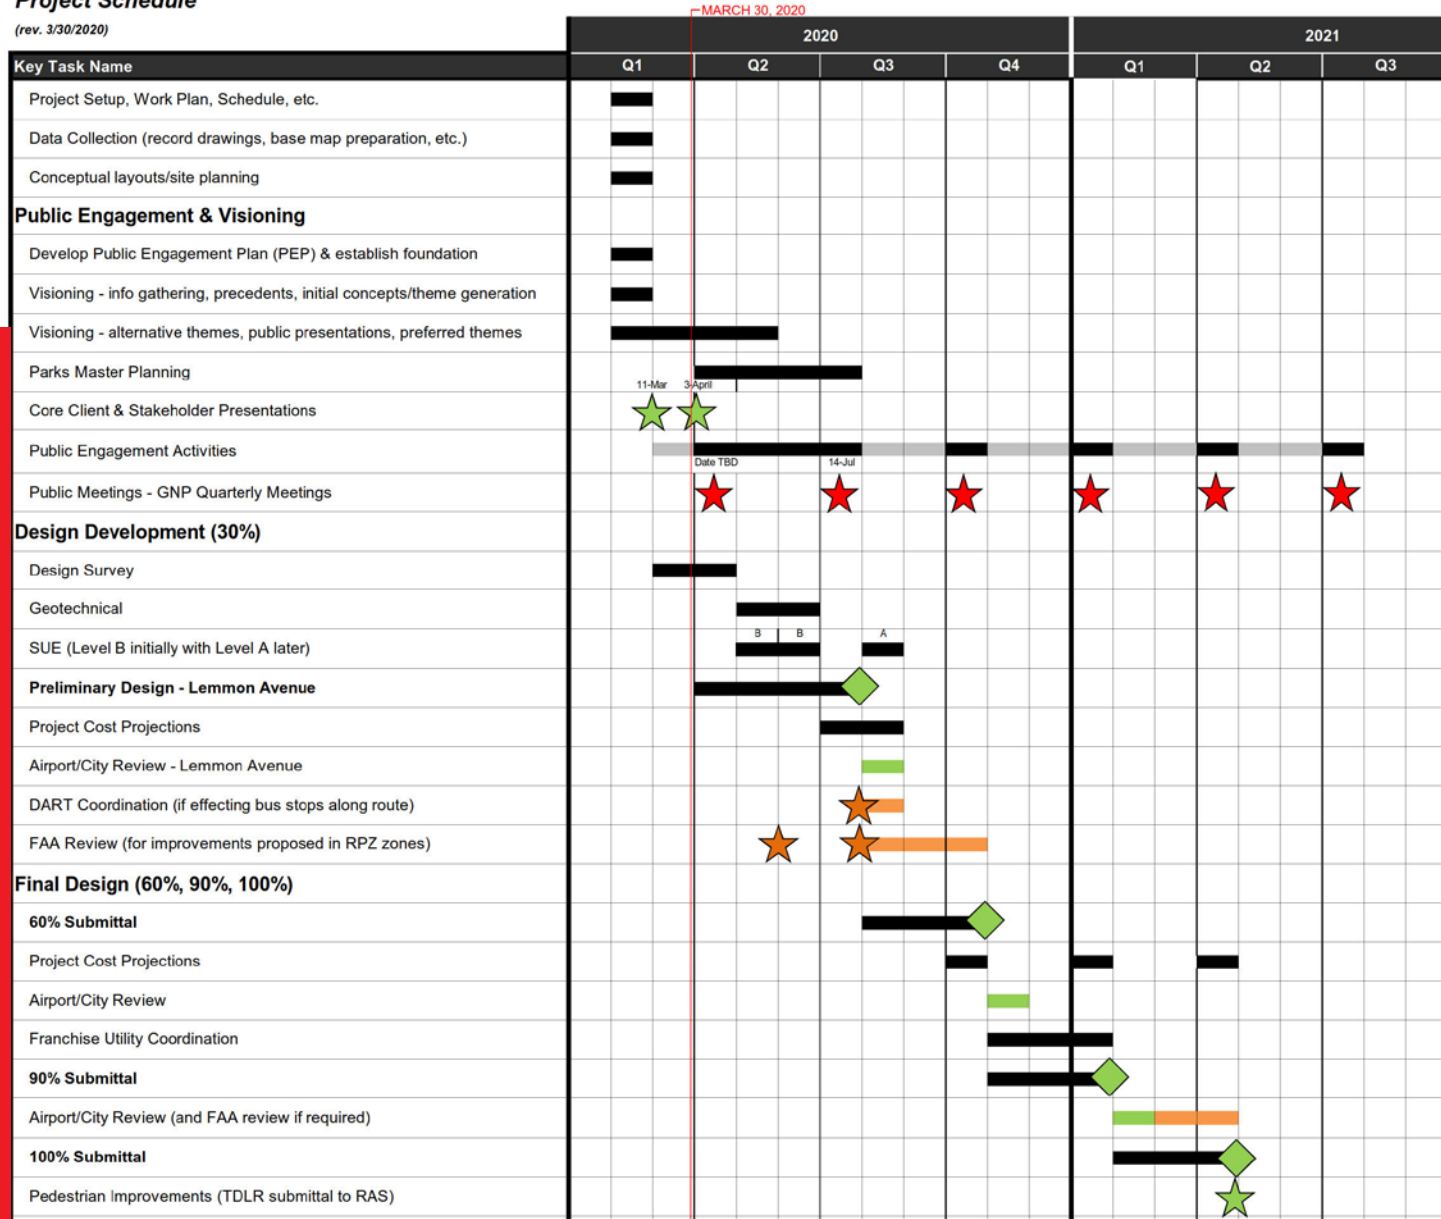 Project Schedule
MARCH 30, 2020
(rev. 3/30/2020)
2020 2021
Key Task Name Q1 Q2 Q3 Q4 Q1 Q2 Q3
Project Setup, Work Plan, Schedule, etc.
Data Collection (record drawings, base map preparation, etc.)
Conceptual layouts/site planning
Public Engagement & Visioning
Develop Public Engagement Plan (PEP) & establish foundation
Visioning - info gathering, precedents, initial concepts/theme generation
Visioning - alternative themes, public presentations, preferred themes
Parks Master Planning
11-Mar 3-April
Core Client & Stakeholder Presentations
Public Engagement Activities
Date TBD 14-Jul
Public Meetings - GNP Quarterly Meetings
Design Development (30%)
Design Survey
Geotechnical
B B A
SUE (Level B initially with Level A later)
Preliminary Design - Lemmon Avenue
Project Cost Projections
Airport/City Review - Lemmon Avenue
DART Coordination (if effecting bus stops along route)
FAA Review (for improvements proposed in RPZ zones)
Final Design (60%, 90%, 100%)
60% Submittal
Project Cost Projections
Airport/City Review
Franchise Utility Coordination
90% Submittal
Airport/City Review (and FAA review if required)
100% Submittal
Pedestrian Improvements (TDLR submittal to RAS)